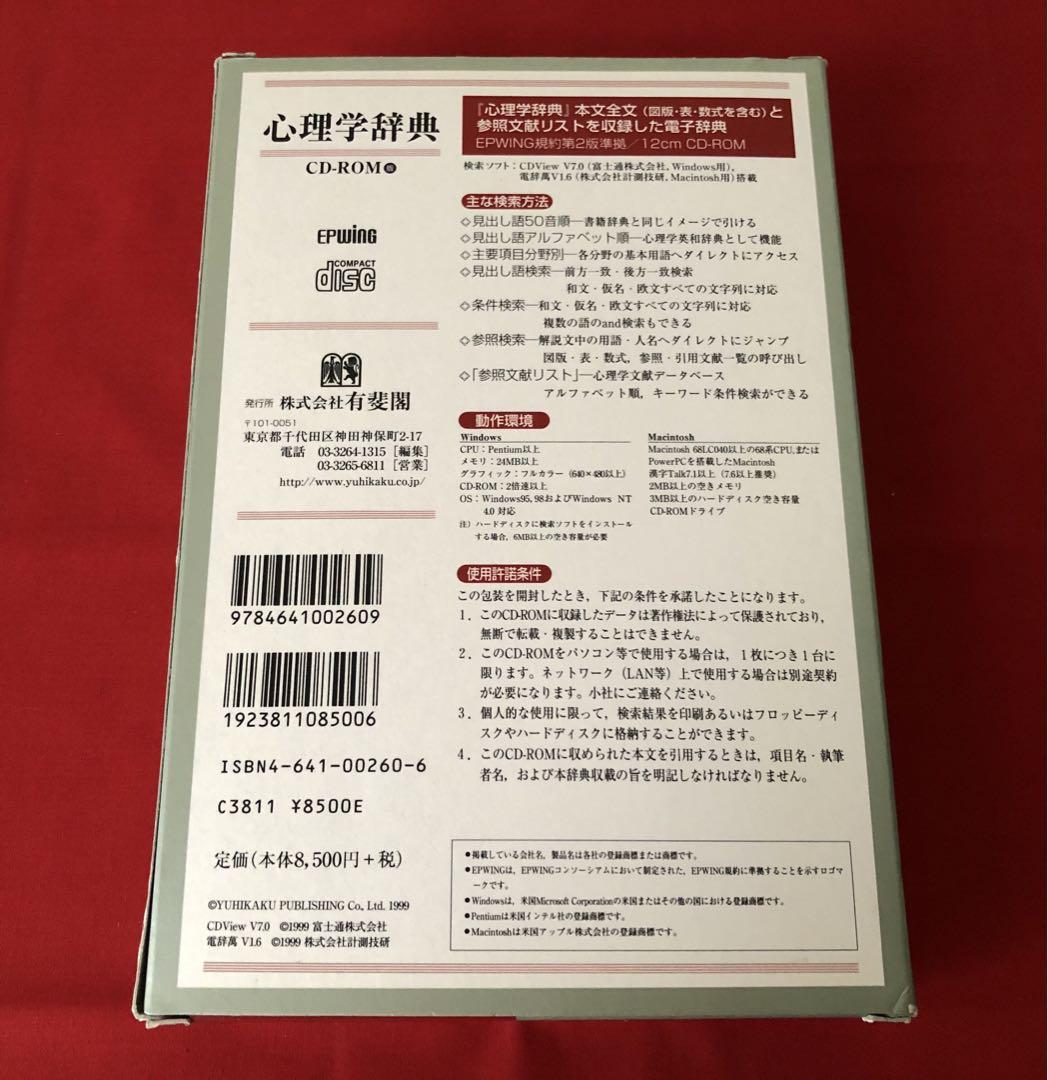 心理学辞典
CD-ROM版
EPWING
COMPACT
disc
発行所 株式会社有斐閣
〒101-0051
東京都千代田区神田神保町2-17
電話 03-3264-1315［編集］
03-3265-6811［営業］
http://www.yuhikaku.co.jp/
9784641002609
1923811085006
ISBN4-641-00260-6
C3811 ¥8500E
定価(本体8,500円+税)
©YUHIKAKU PUBLISHING Co., Ltd. 1999
CDView V7.0 ©1999 富士通株式会社
電辞萬 V1.6 ©1999 株式会社計測技研
『心理学辞典』本文全文（図版・表・数式を含む）と
参照文献リストを収録した電子辞典
EPWING規約第2版準拠／12cm CD-ROM
検索ソフト：CDView V7.0（富士通株式会社, Windows用),
電辞萬V1.6（株式会社計測技研, Macintosh用）搭載
主な検索方法
◇見出し語50音順―書籍辞典と同じイメージで引ける
◇見出し語アルファベット順―心理学英和辞典として機能
◇主要項目分野別―各分野の基本用語へダイレクトにアクセス
◇見出し語検索―前方一致・後方一致検索
和文・仮名・欧文すべての文字列に対応
◇条件検索―和文・仮名・欧文すべての文字列に対応
複数の語のand検索もできる
◇参照検索―解説文中の用語・人名へダイレクトにジャンプ
図版・表・数式，参照・引用文献一覧の呼び出し
◇「参照文献リスト」―心理学文献データベース
アルファベット順，キーワード条件検索ができる
動作環境
Windows
CPU：Pentium以上
メモリ：24MB以上
グラフィック：フルカラー（640×480以上）
CD-ROM：2倍速以上
OS：Windows95, 98およびWindows NT
4.0 対応
注）ハードディスクに検索ソフトをインストール
する場合，6MB以上の空き容量が必要
Macintosh
Macintosh 68LC040以上の68系CPU, または
PowerPCを搭載したMacintosh
漢字Talk7.1以上（7.6以上推奨）
2MB以上の空きメモリ
3MB以上のハードディスク空き容量
CD-ROMドライブ
使用許諾条件
この包装を開封したとき，下記の条件を承諾したことになります。
1．このCD-ROMに収録したデータは著作権法によって保護されており，
無断で転載・複製することはできません。
2．このCD-ROMをパソコン等で使用する場合は，1枚につき1台に
限ります。ネットワーク（LAN等）上で使用する場合は別途契約
が必要になります。小社にご連絡ください。
3．個人的な使用に限って，検索結果を印刷あるいはフロッピーディ
スクやハードディスクに格納することができます。
4．このCD-ROMに収められた本文を引用するときは，項目名・執筆
者名，および本辞典収載の旨を明記しなければなりません。
●掲載している会社名，製品名は各社の登録商標または商標です。
●EPWINGは，EPWINGコンソーシアムにおいて制定された，EPWING規約に準拠することを示すロゴマ
ークです。
●Windowsは，米国Microsoft Corporationの米国またはその他の国における登録商標です。
●Pentiumは米国インテル社の登録商標です。
●Macintoshは米国アップル株式会社の登録商標です。